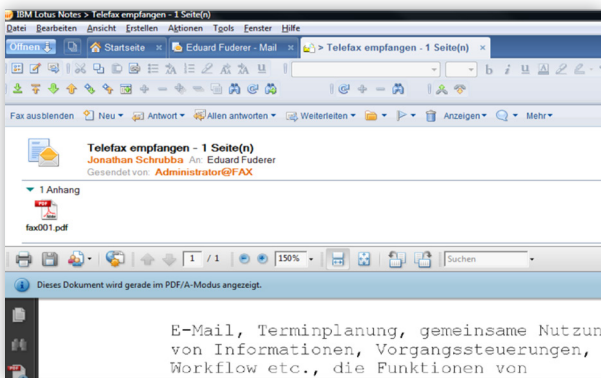 IBM Lotus Notes > Telefax empfangen - 1 Seite(n)
Datei Bearbeiten Ansicht Erstellen Aktionen Tools Fenster Hilfe
Öffnen Startseite × Eduard Fuderer - Mail × > Telefax empfangen - 1 Seite(n) ×
b i u A
Fax ausblenden Neu Antwort Allen antworten Weiterleiten Anzeigen Mehr
Telefax empfangen - 1 Seite(n)
Jonathan Schrubba An: Eduard Fuderer
Gesendet von: Administrator@FAX
1 Anhang
PDF
fax001.pdf
1 / 1 150% Suchen
Dieses Dokument wird gerade im PDF/A-Modus angezeigt.
E-Mail, Terminplanung, gemeinsame Nutzun
von Informationen, Vorgangssteuerungen,
Workflow etc., die Funktionen von